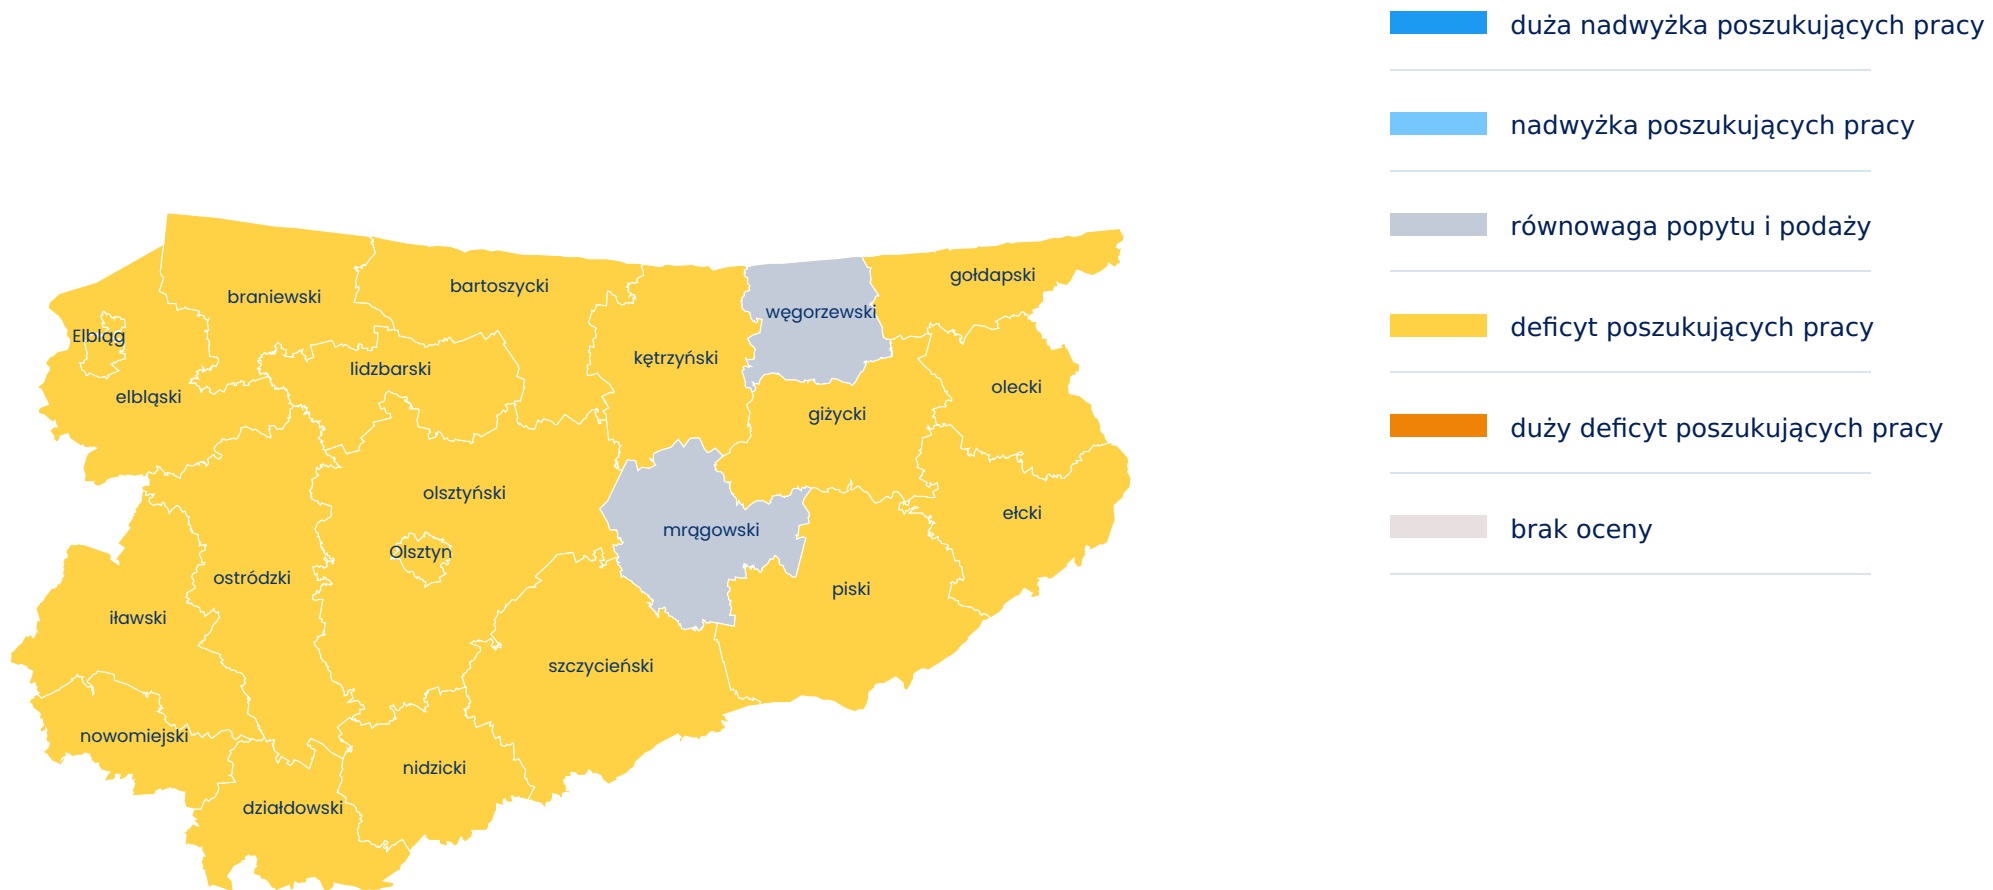 duża nadwyżka poszukujących pracy
nadwyżka poszukujących pracy
równowaga popytu i podaży
deficyt poszukujących pracy
duży deficyt poszukujących pracy
brak oceny
gołdapski
bartoszycki
braniewski
węgorzewski
Elbląg
kętrzyński
lidzbarski
olecki
elbląski
giżycki
olsztyński
ełcki
mrągowski
Olsztyn
ostródzki
piski
iławski
szczycieński
nowomiejski
nidzicki
działdowski